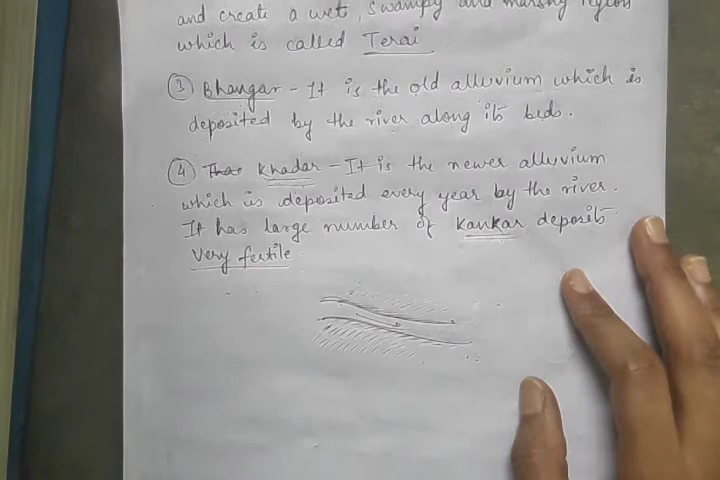 and create a wet, swampy and marshy region
which is called Terai
③ Bhangar - It is the old alluvium which is
deposited by the river along its beds.
④ Khadar - It is the newer alluvium
which is deposited every year by the river.
It has large number of Kankar deposits
Very fertile